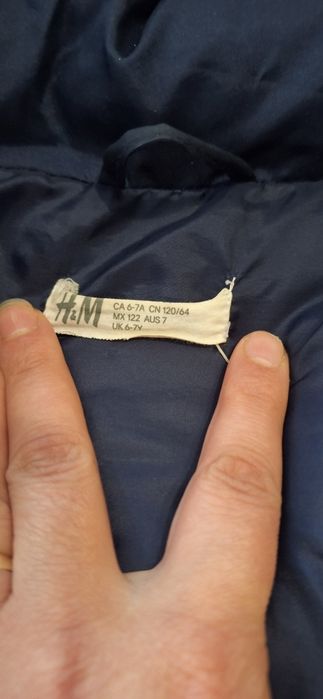 H&M
CA 6-7A CN 120/64
MX 122 AUS 7
UK 6-7Y